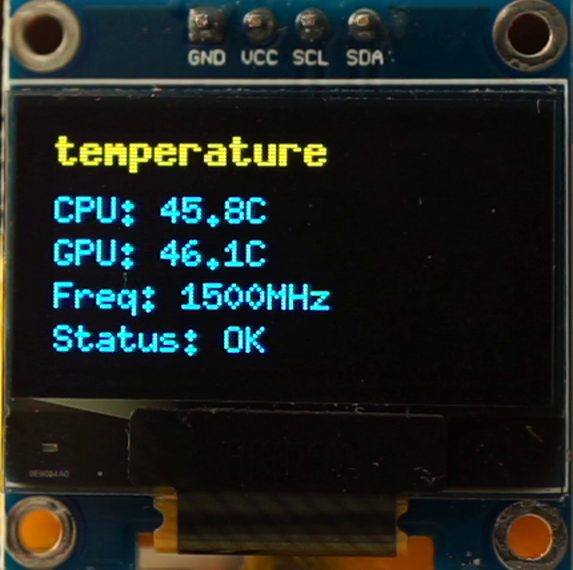 GND VCC SCL SDA
temperature
CPU: 45.8C
GPU: 46.1C
Freq: 1500MHz
Status: OK